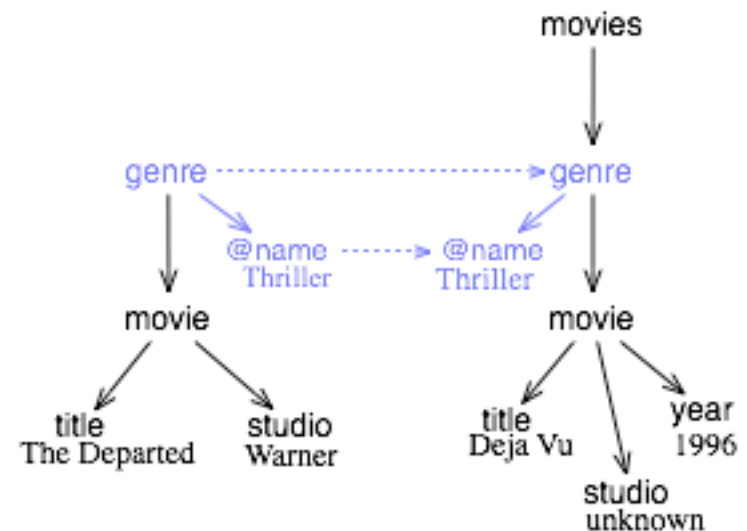 movies
genre genre
@name @name
Thriller Thriller
movie movie
title studio title year
The Departed Warner Deja Vu 1996
studio
unknown